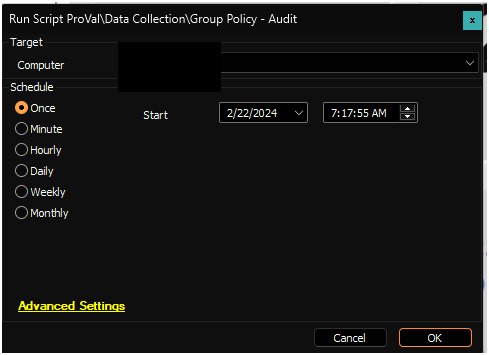 Run Script ProVal\Data Collection\Group Policy - Audit
x
Target
Computer
Schedule
Once
Start
2/22/2024
7:17:55 AM
Minute
Hourly
Daily
Weekly
Monthly
Advanced Settings
Cancel
OK